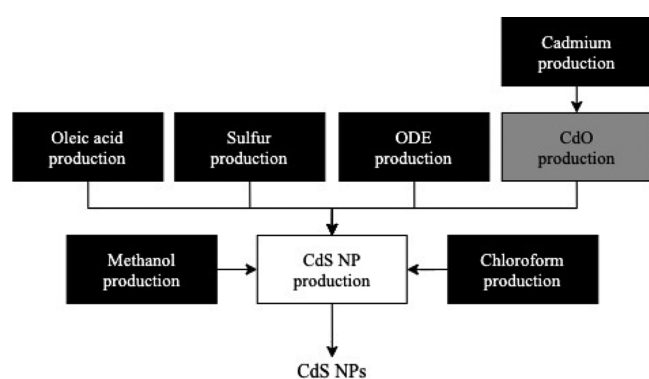 Cadmium
production
Oleic acid
production
Sulfur
production
ODE
production
CdO
production
Methanol
production
CdS NP
production
Chloroform
production
CdS NPs